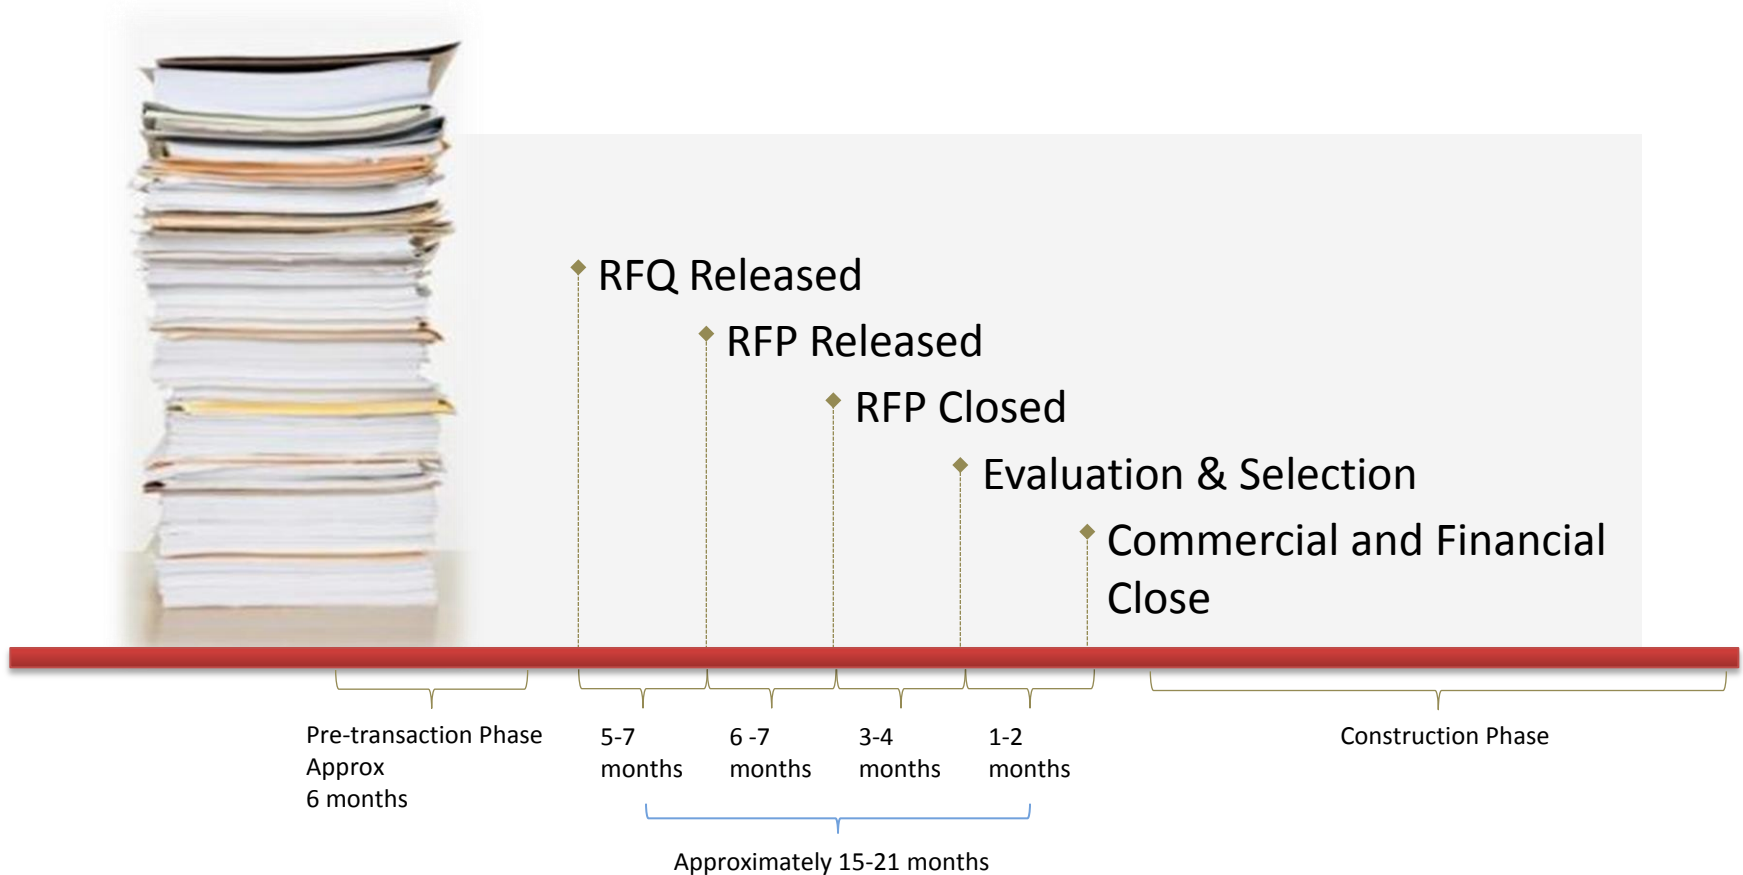 RFQ Released
RFP Released
RFP Closed
Evaluation & Selection
Commercial and Financial
Close
Pre-transaction Phase
Approx
6 months
5-7
months
6 -7
months
3-4
months
1-2
months
Construction Phase
Approximately 15-21 months